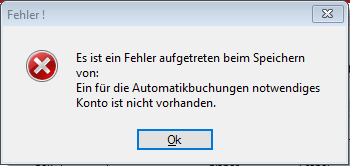 Fehler !
Es ist ein Fehler aufgetreten beim Speichern
von:
Ein für die Automatikbuchungen notwendiges
Konto ist nicht vorhanden.
Ok